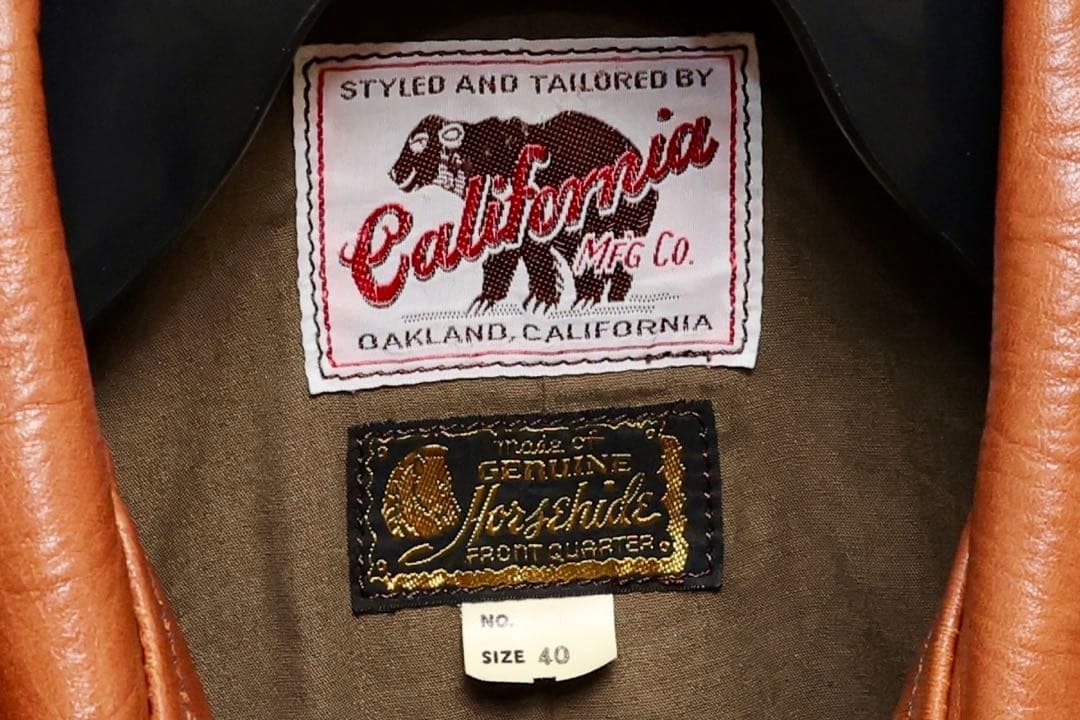 STYLED AND TAILORED BY
California
MFG CO.
OAKLAND, CALIFORNIA
made of
GENUINE
Horsehide
FRONT QUARTER
NO.
SIZE 40